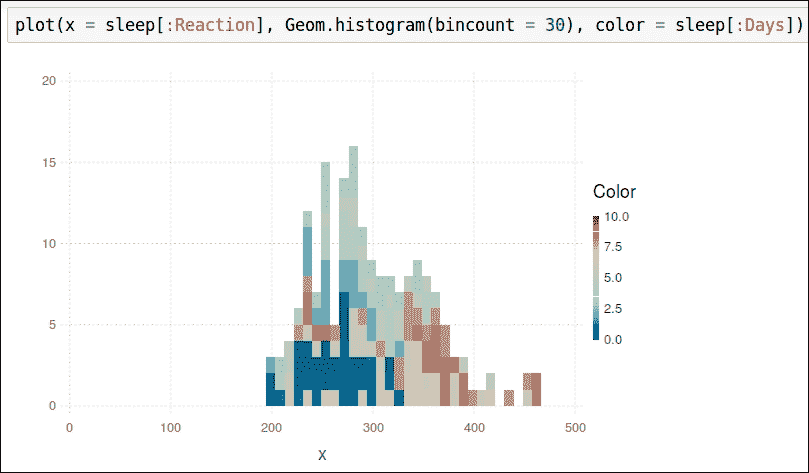 plot(x = sleep[:Reaction], Geom.histogram(bincount = 30), color = sleep[:Days])
20
15
10
5
0
0 100 200 300 400 500
x
Color
10.0
7.5
5.0
2.5
0.0